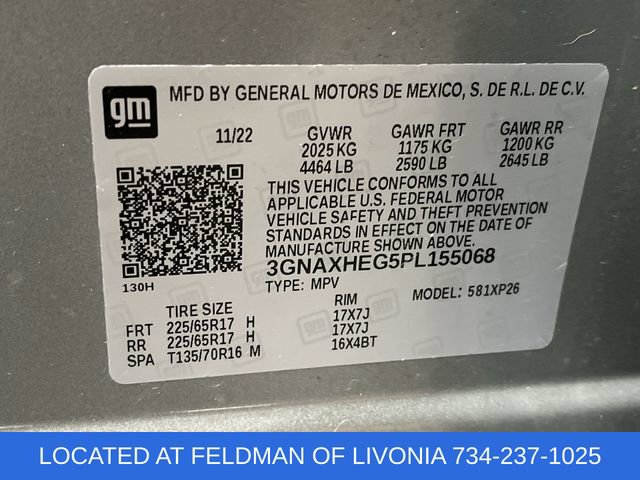 gm MFD BY GENERAL MOTORS DE MEXICO, S. DE R.L. DE C.V.
11/22 GVWR GAWR FRT GAWR RR
2025 KG 1175 KG 1200 KG
4464 LB 2590 LB 2645 LB
THIS VEHICLE CONFORMS TO ALL
APPLICABLE U.S. FEDERAL MOTOR
VEHICLE SAFETY AND THEFT PREVENTION
STANDARDS IN EFFECT ON THE DATE OF
MANUFACTURE SHOWN ABOVE.
3GNAXHEG5PL155068
130H TYPE: MPV MODEL: 581XP26
TIRE SIZE RIM
FRT 225/65R17 H 17X7J
RR 225/65R17 H 17X7J
SPA T135/70R16 M 16X4BT
LOCATED AT FELDMAN OF LIVONIA 734-237-1025